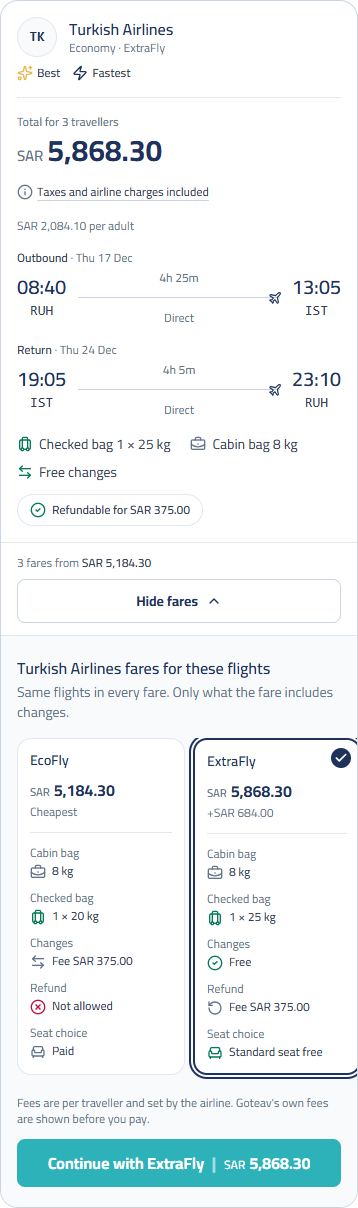 TK
Turkish Airlines
Economy · ExtraFly
Best Fastest
Total for 3 travellers
SAR 5,868.30
Taxes and airline charges included
SAR 2,084.10 per adult
Outbound · Thu 17 Dec
08:40 4h 25m 13:05
RUH Direct IST
Return · Thu 24 Dec
19:05 4h 5m 23:10
IST Direct RUH
Checked bag 1 × 25 kg Cabin bag 8 kg
Free changes
Refundable for SAR 375.00
3 fares from SAR 5,184.30
Hide fares
Turkish Airlines fares for these flights
Same flights in every fare. Only what the fare includes
changes.
EcoFly
SAR 5,184.30
Cheapest
Cabin bag
8 kg
Checked bag
1 × 20 kg
Changes
Fee SAR 375.00
Refund
Not allowed
Seat choice
Paid
ExtraFly
SAR 5,868.30
+SAR 684.00
Cabin bag
8 kg
Checked bag
1 × 25 kg
Changes
Free
Refund
Fee SAR 375.00
Seat choice
Standard seat free
Fees are per traveller and set by the airline. Goteav's own fees
are shown before you pay.
Continue with ExtraFly | SAR 5,868.30